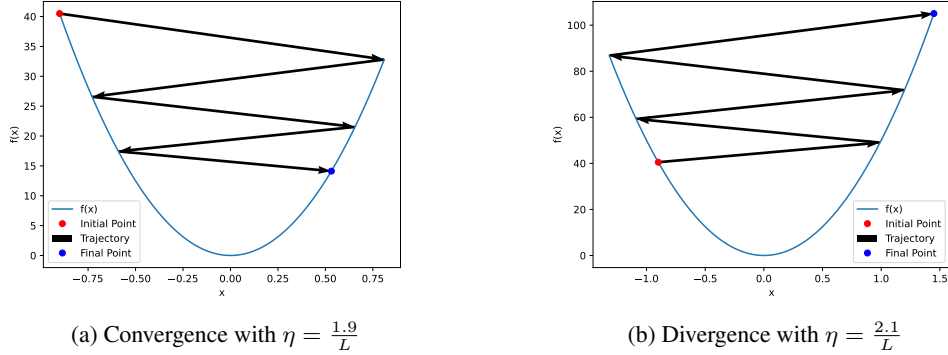 40
35
30
25
20
15
10
5
0
f(x)
f(x)
Initial Point
Trajectory
Final Point
−0.75 −0.50 −0.25 0.00 0.25 0.50 0.75
x
(a) Convergence with η = 1.9/L
100
80
60
40
20
0
f(x)
f(x)
Initial Point
Trajectory
Final Point
−1.0 −0.5 0.0 0.5 1.0 1.5
x
(b) Divergence with η = 2.1/L